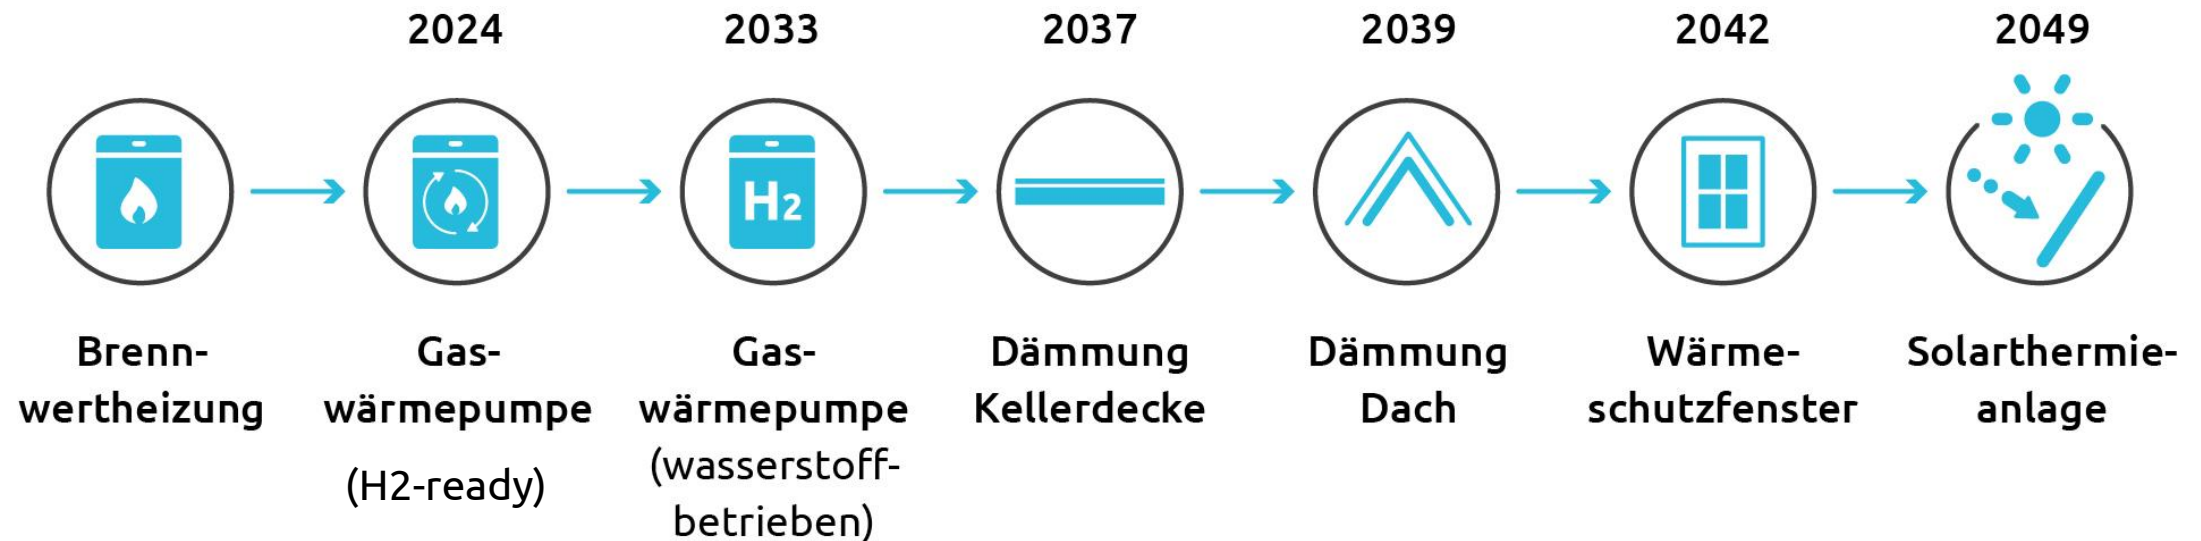 2024
2033
2037
2039
2042
2049
H2
Brenn-
wertheizung
Gas-
wärmepumpe
(H2-ready)
Gas-
wärmepumpe
(wasserstoff-
betrieben)
Dämmung
Kellerdecke
Dämmung
Dach
Wärme-
schutzfenster
Solarthermie-
anlage